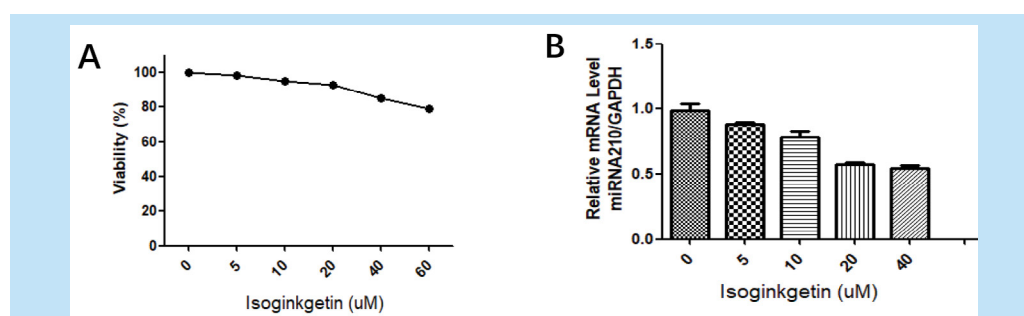 A
100
80
60
40
20
0
Viability (%)
0 5 10 20 40 60
Isoginkgetin (uM)
B
1.5
1.0
0.5
0.0
Relative mRNA Level
miRNA210/GAPDH
0 5 10 20 40
Isoginkgetin (uM)